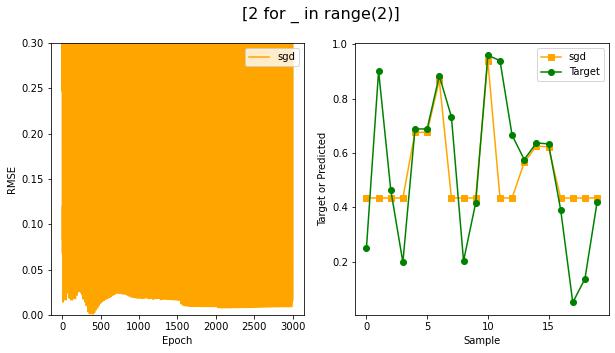 [2 for _ in range(2)]
0.30
0.25
0.20
0.15
0.10
0.05
0.00
RMSE
0 500 1000 1500 2000 2500 3000
Epoch
sgd
1.0
0.8
0.6
0.4
0.2
Target or Predicted
0 5 10 15
Sample
sgd
Target